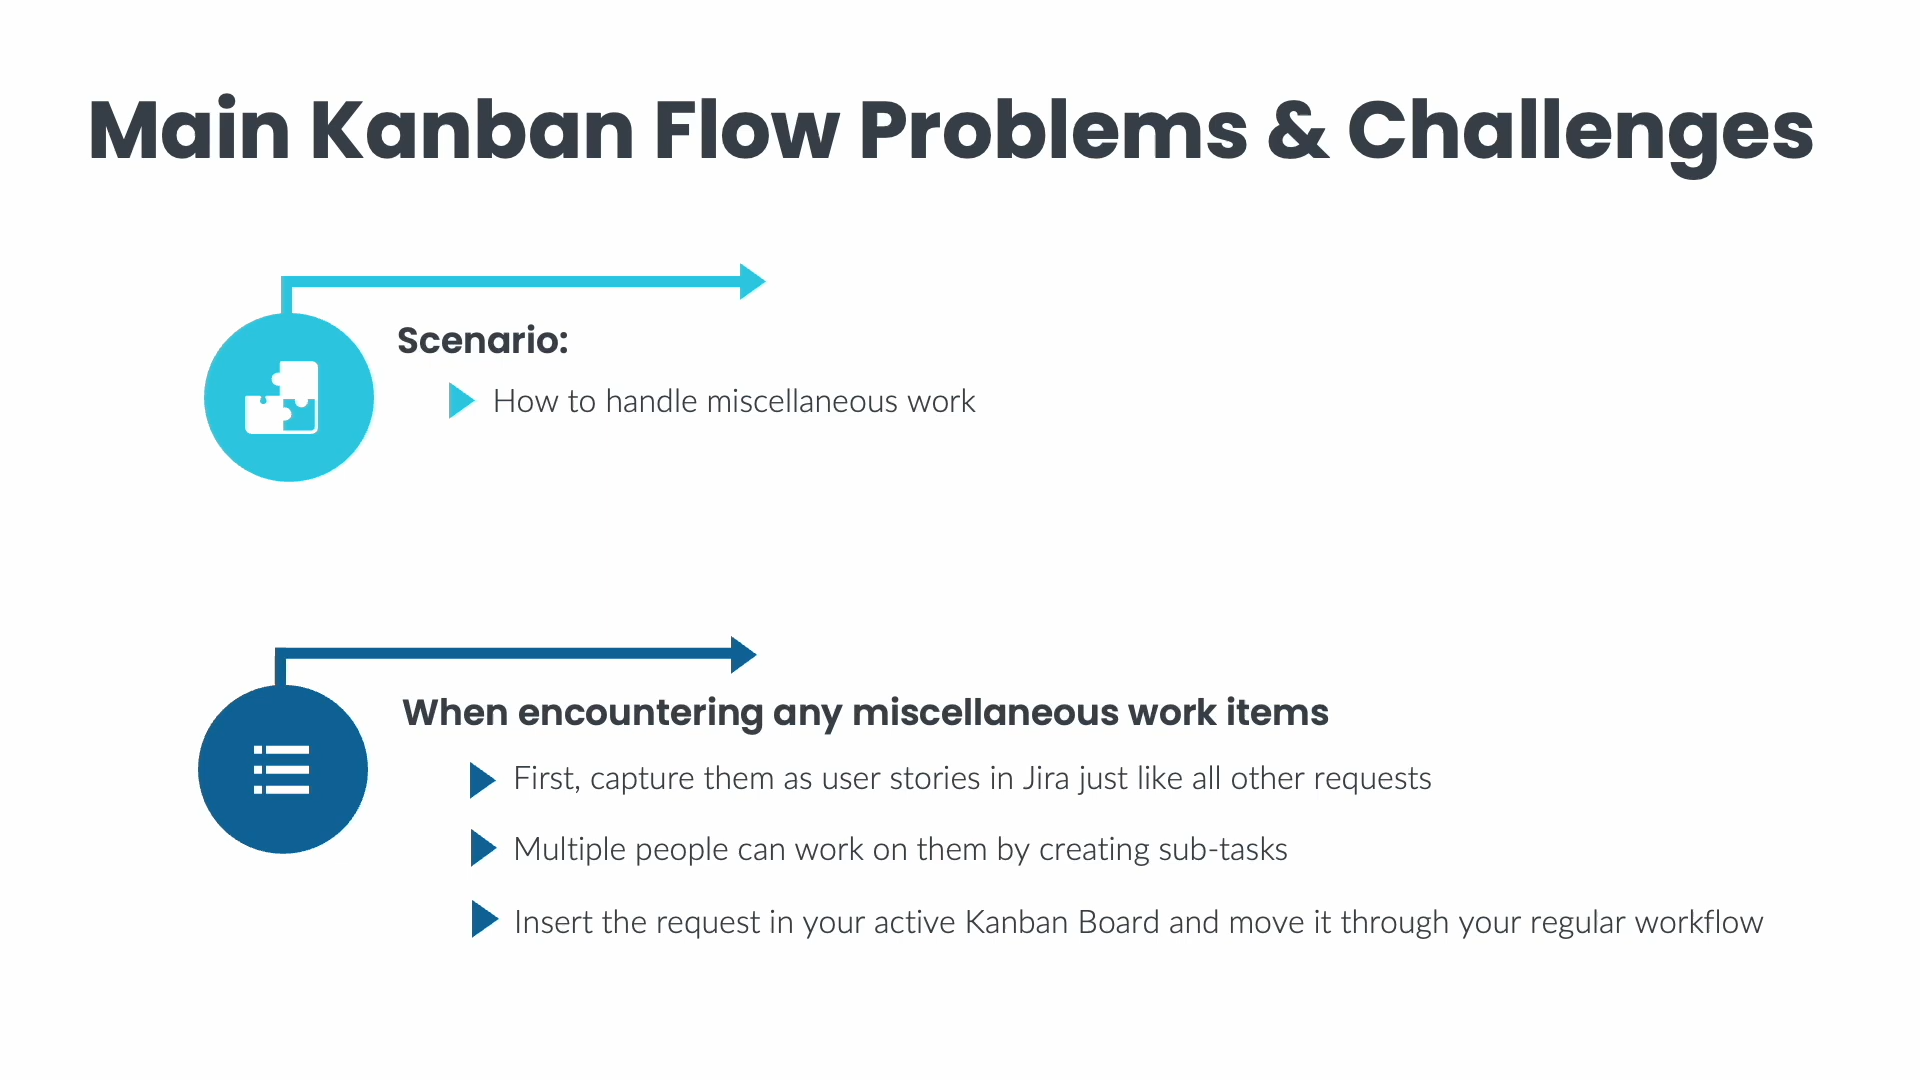 Main Kanban Flow Problems & Challenges
Scenario:
How to handle miscellaneous work
When encountering any miscellaneous work items
First, capture them as user stories in Jira just like all other requests
Multiple people can work on them by creating sub-tasks
Insert the request in your active Kanban Board and move it through your regular workflow